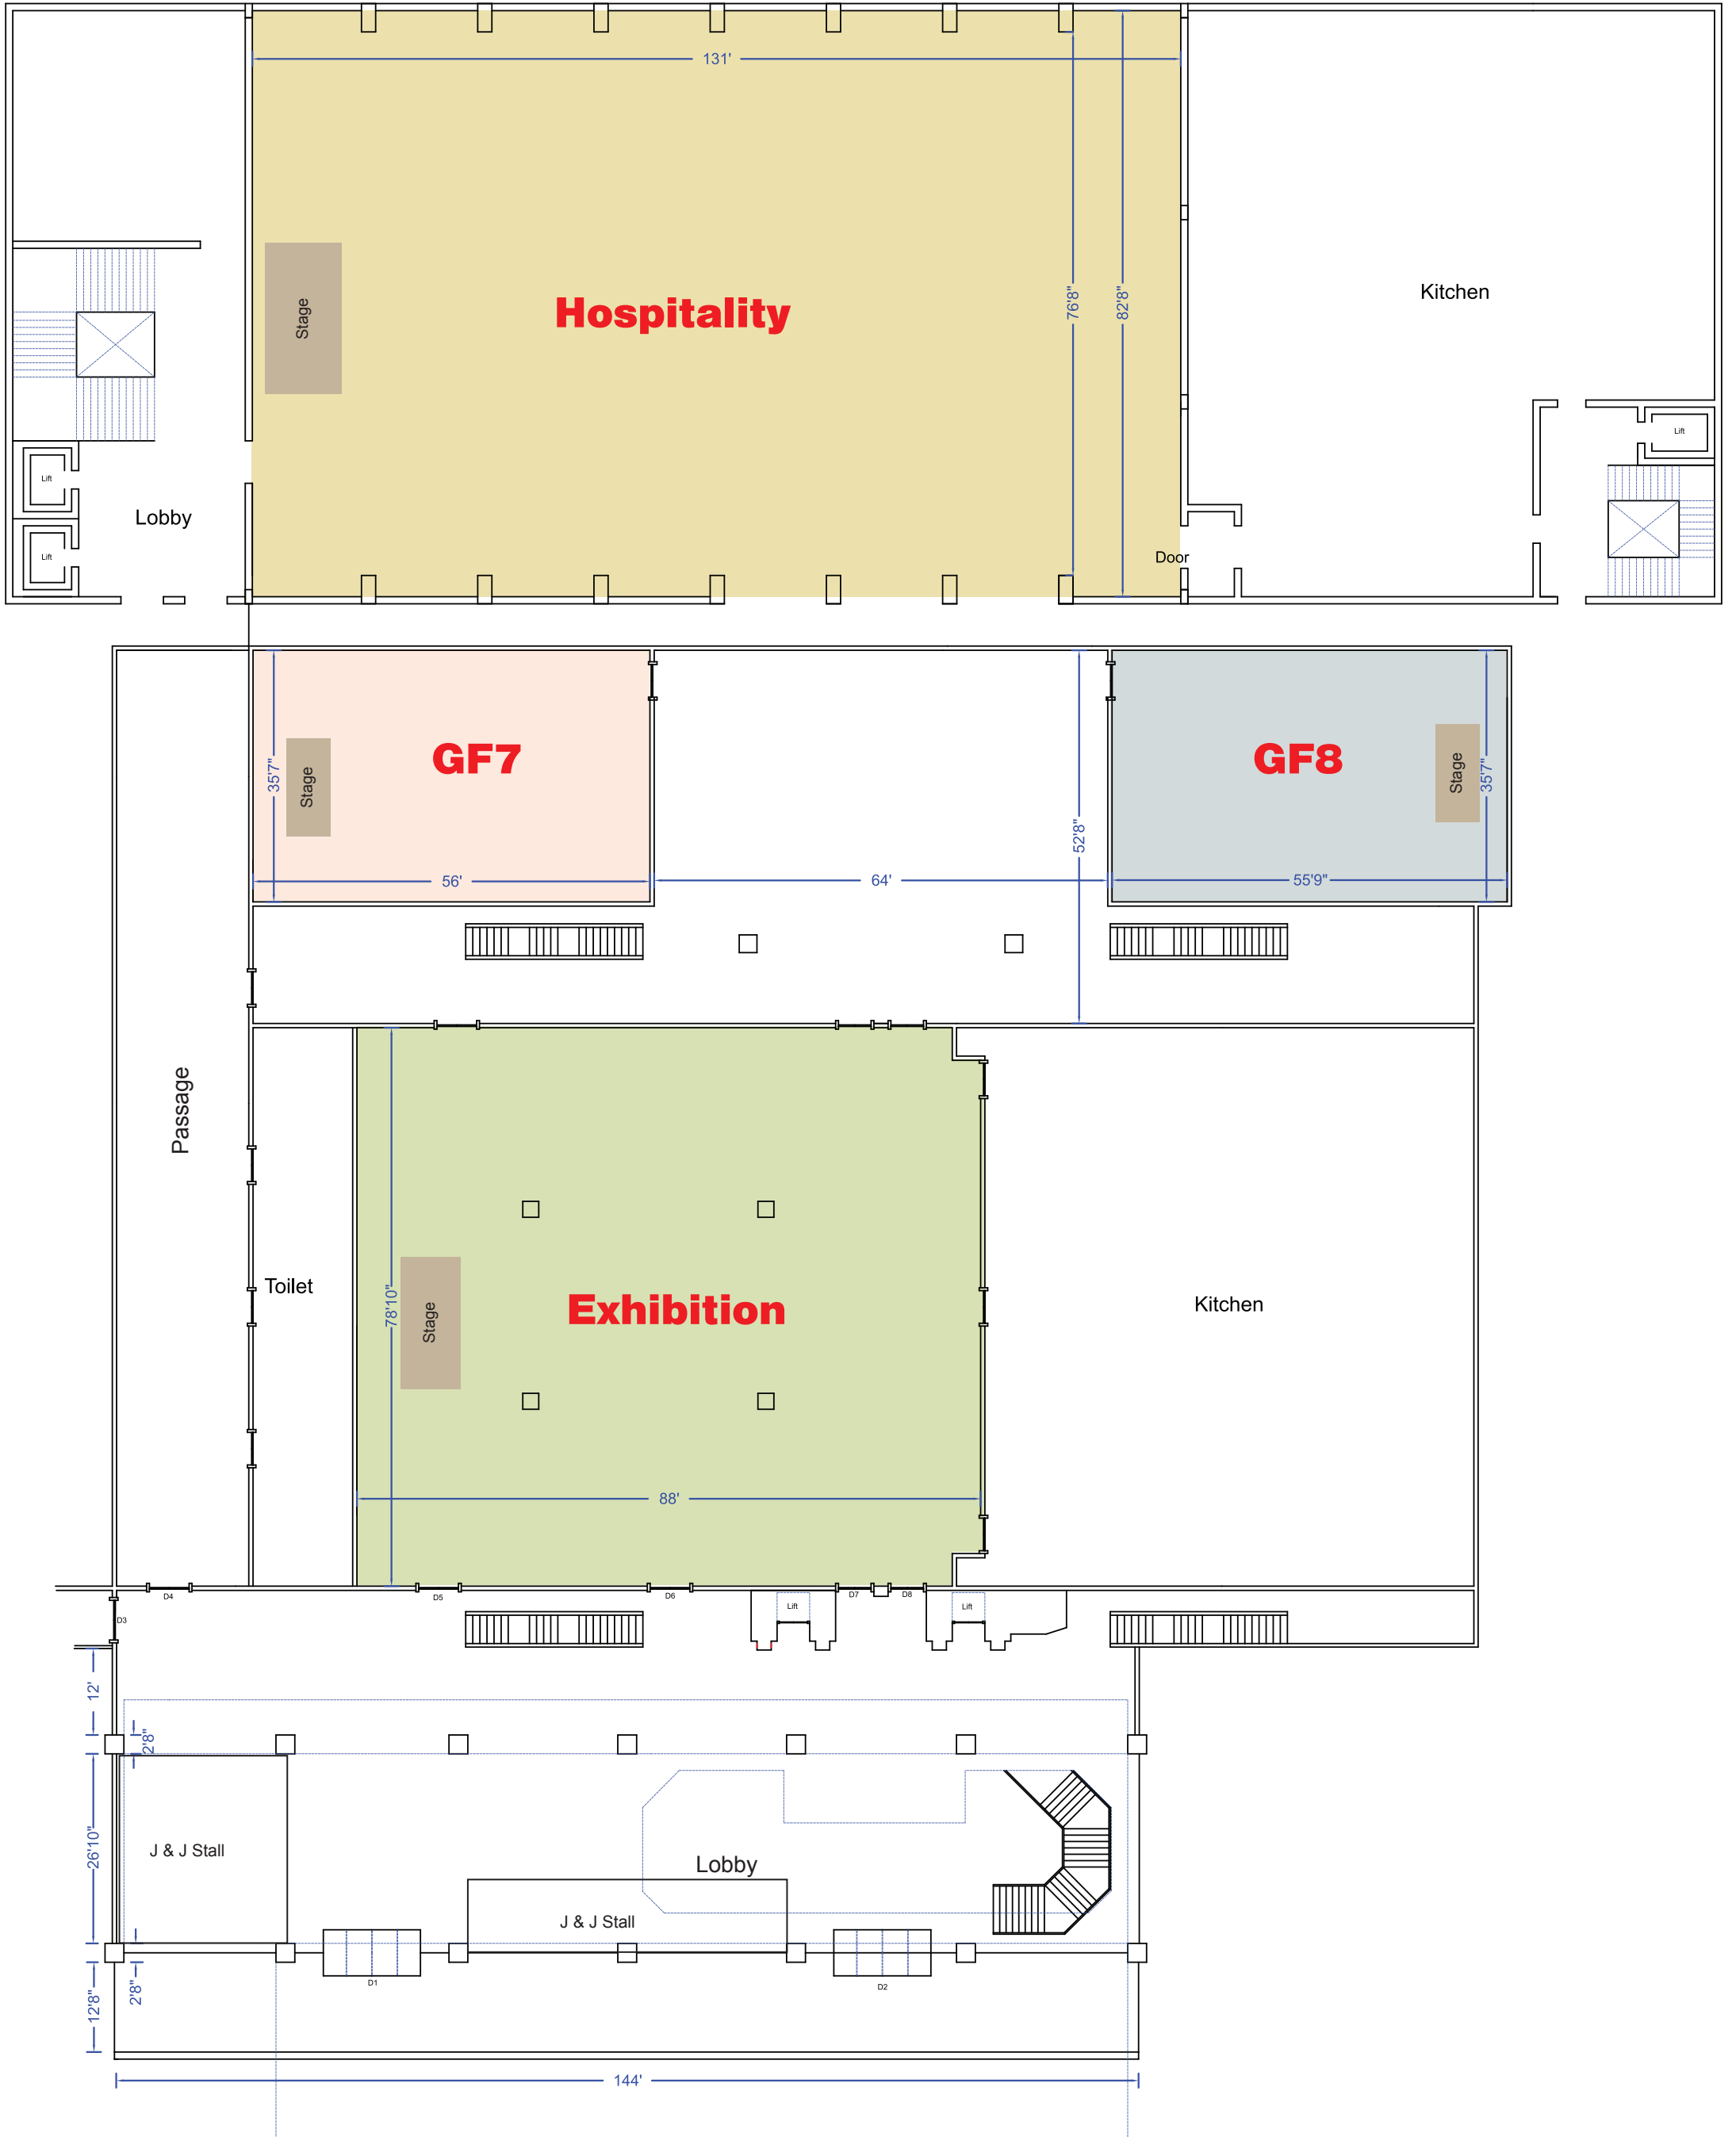 131'
Hospitality
Stage
76'8"
82'8"
Kitchen
Lift
Lift
Lobby
Lift
Door
GF7
Stage
35'7"
56'
64'
52'8"
GF8
Stage
35'7"
55'9"
Passage
Toilet
78'10"
Stage
Exhibition
88'
Kitchen
D4
D5
D6
D7
D8
D3
Lift
Lift
12'
2'8"
26'10"
J & J Stall
Lobby
J & J Stall
D1
D2
12'8"
2'8"
144'